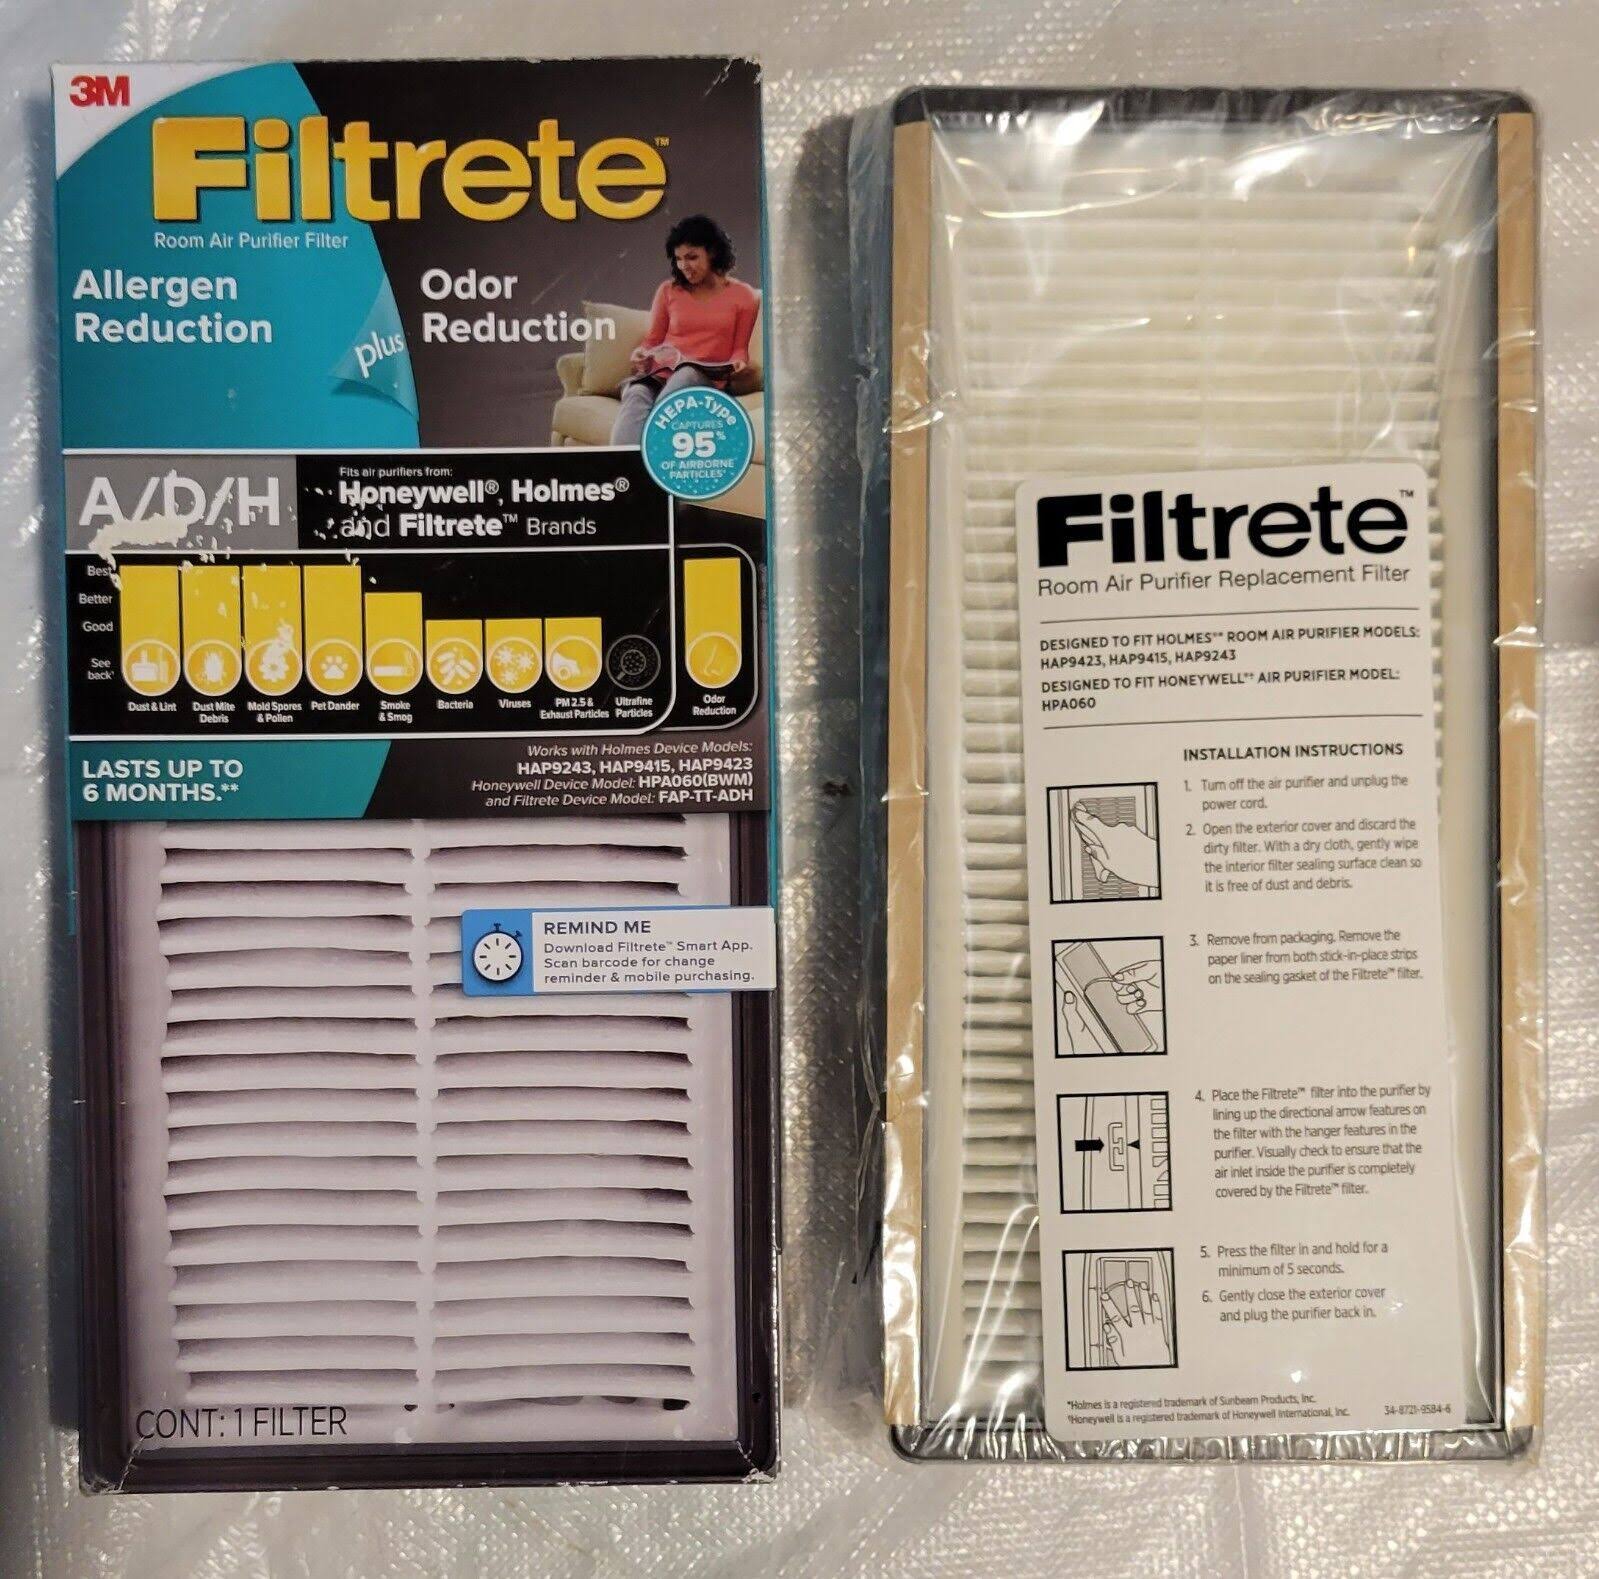 3M
Filtrete™
Room Air Purifier Filter
Allergen
Reduction
plus
Odor
Reduction
HEPA-Type
CAPTURES
95%
OF AIRBORNE
PARTICLES*
A/D/H
Fits air purifiers from:
Honeywell®, Holmes®
and Filtrete™ Brands
Best
Better
Good
See
back†
Dust & Lint
Dust Mite
Debris
Mold Spores
& Pollen
Pet Dander
Smoke
& Smog
Bacteria
Viruses
PM 2.5 &
Exhaust Particles
Ultrafine
Particles
Odor
Reduction
LASTS UP TO
6 MONTHS.**
Works with Holmes Device Models:
HAP9243, HAP9415, HAP9423
Honeywell Device Model: HPA060(BWM)
and Filtrete Device Model: FAP-TT-ADH
REMIND ME
Download Filtrete™ Smart App.
Scan barcode for change
reminder & mobile purchasing.
CONT: 1 FILTER
Filtrete™
Room Air Purifier Replacement Filter
DESIGNED TO FIT HOLMES** ROOM AIR PURIFIER MODELS:
HAP9423, HAP9415, HAP9243
DESIGNED TO FIT HONEYWELL** AIR PURIFIER MODEL:
HPA060
INSTALLATION INSTRUCTIONS
1. Turn off the air purifier and unplug the
power cord.
2. Open the exterior cover and discard the
dirty filter. With a dry cloth, gently wipe
the interior filter sealing surface clean so
it is free of dust and debris.
3. Remove from packaging. Remove the
paper liner from both stick-in-place strips
on the sealing gasket of the Filtrete™ filter.
4. Place the Filtrete™ filter into the purifier by
lining up the directional arrow features on
the filter with the hanger features in the
purifier. Visually check to ensure that the
air inlet inside the purifier is completely
covered by the Filtrete™ filter.
5. Press the filter in and hold for a
minimum of 5 seconds.
6. Gently close the exterior cover
and plug the purifier back in.
*Holmes is a registered trademark of Sunbeam Products, Inc.
†Honeywell is a registered trademark of Honeywell International, Inc.
34-8721-9584-6